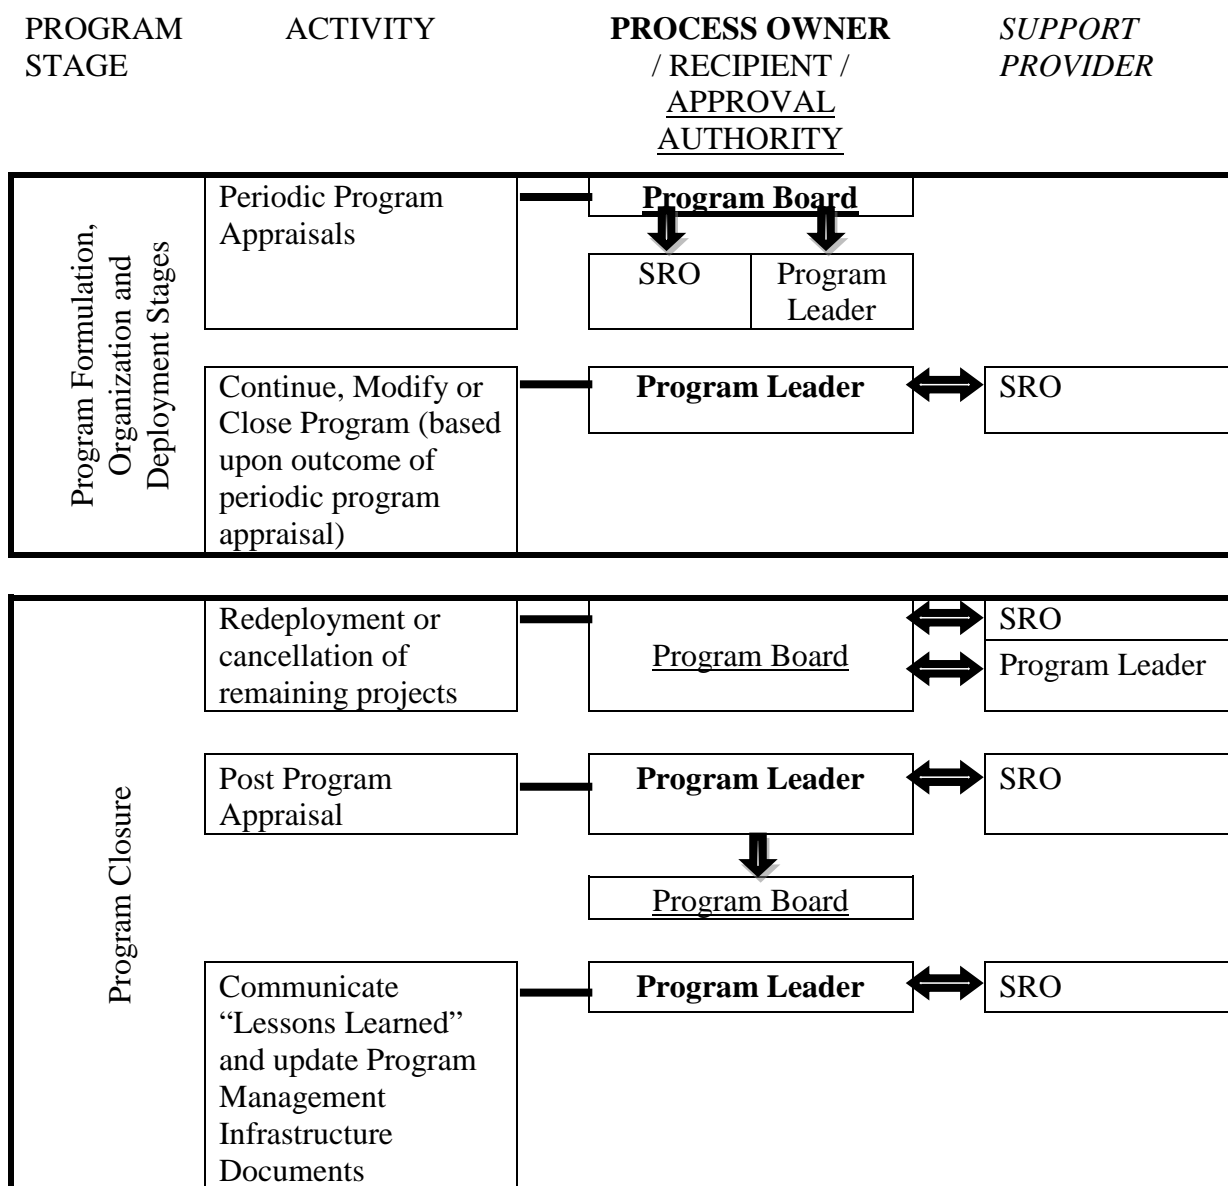 PROGRAM STAGE
ACTIVITY
PROCESS OWNER
/ RECIPIENT /
APPROVAL
AUTHORITY
SUPPORT
PROVIDER
Program Formulation,
Organization and
Deployment Stages
Periodic Program
Appraisals
Program Board
SRO
Program
Leader
Continue, Modify or
Close Program (based
upon outcome of
periodic program
appraisal)
Program Leader
SRO
Program Closure
Redeployment or
cancellation of
remaining projects
Program Board
SRO
Program Leader
Post Program
Appraisal
Program Leader
SRO
Program Board
Communicate
“Lessons Learned”
and update Program
Management
Infrastructure
Documents
Program Leader
SRO